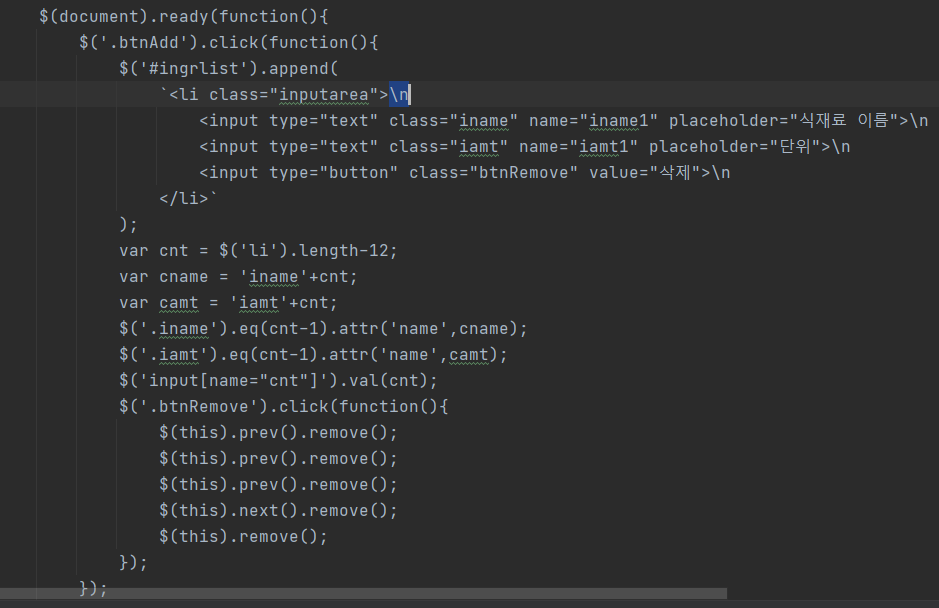 $(document).ready(function(){
$('.btnAdd').click(function(){
$('#ingrlist').append(
`<li class="inputarea">\n
<input type="text" class="iname" name="iname1" placeholder="식재료 이름">\n
<input type="text" class="iamt" name="iamt1" placeholder="단위">\n
<input type="button" class="btnRemove" value="삭제">\n
</li>`
);
var cnt = $('li').length-12;
var cname = 'iname'+cnt;
var camt = 'iamt'+cnt;
$('.iname').eq(cnt-1).attr('name',cname);
$('.iamt').eq(cnt-1).attr('name',camt);
$('input[name="cnt"]').val(cnt);
$('.btnRemove').click(function(){
$(this).prev().remove();
$(this).prev().remove();
$(this).prev().remove();
$(this).next().remove();
$(this).remove();
});
});